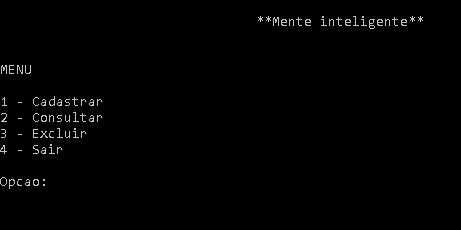 **Mente inteligente**
MENU
1 - Cadastrar
2 - Consultar
3 - Excluir
4 - Sair
Opcao: